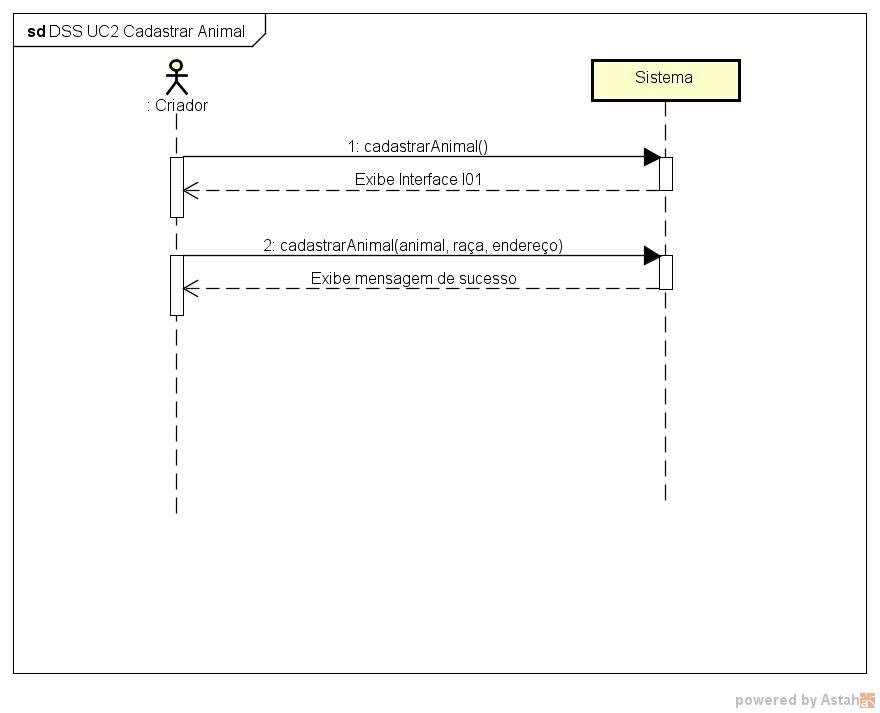 sd DSS UC2 Cadastrar Animal
: Criador
Sistema
1: cadastrarAnimal()
Exibe Interface I01
2: cadastrarAnimal(animal, raça, endereço)
Exibe mensagem de sucesso
powered by Astah